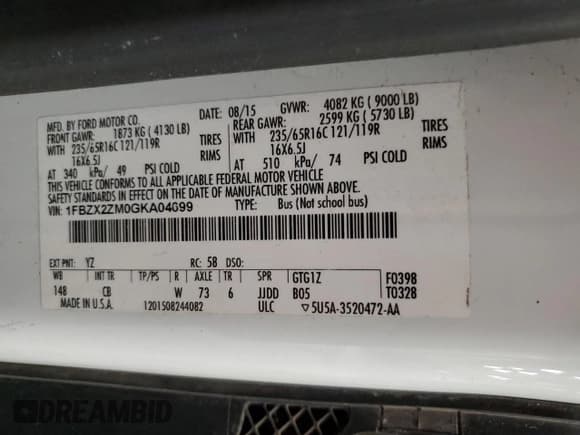 MFD. BY FORD MOTOR CO.
DATE: 08/15 GVWR: 4082 KG ( 9000 LB)
FRONT GAWR: 1873 KG ( 4130 LB) REAR GAWR: 2599 KG ( 5730 LB)
WITH 235/65R16C 121/119R TIRES WITH 235/65R16C 121/119R TIRES
16X6.5J RIMS 16X6.5J RIMS
AT 340 kPa/ 49 PSI COLD AT 510 kPa/ 74 PSI COLD
THIS VEHICLE CONFORMS TO ALL APPLICABLE FEDERAL MOTOR VEHICLE
SAFETY STANDARDS IN EFFECT ON THE DATE OF MANUFACTURE SHOWN ABOVE.
VIN: 1FBZX2ZM0GKA04699 TYPE: Bus (Not school Bus)
EXT PNT: YZ RC: 58 DSO:
WB INT TR TP/PS R AXLE TR SPR GTG1Z F0398
148 CB W 73 6 JJDD B05 T0328
MADE IN U.S.A. 1201508244082 ULC ▽5U5A-3520472-AA
DREAMBID